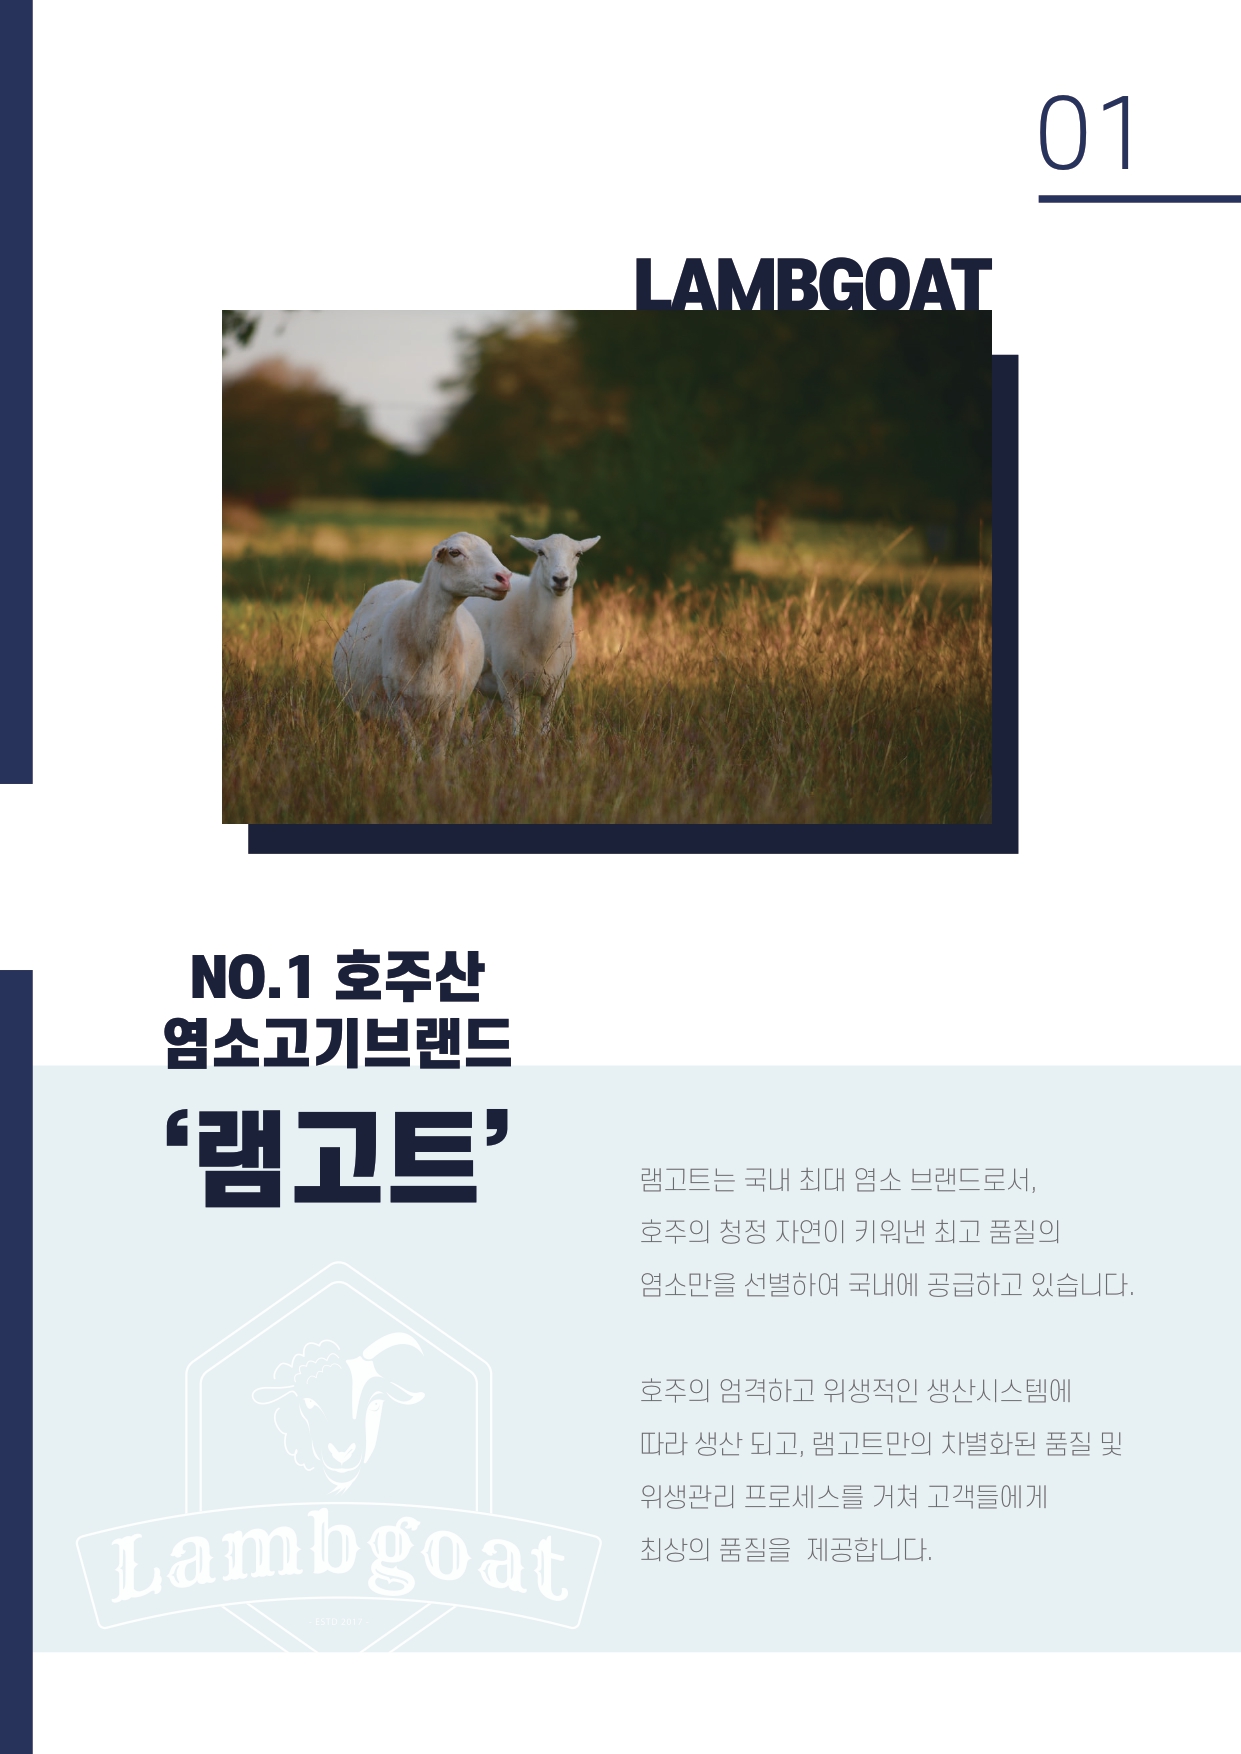 01
LAMBGOAT
NO.1 호주산
염소고기브랜드
‘램고트’
램고트는 국내 최대 염소 브랜드로서,
호주의 청정 자연이 키워낸 최고 품질의
염소만을 선별하여 국내에 공급하고 있습니다.
호주의 엄격하고 위생적인 생산시스템에
따라 생산 되고, 램고트만의 차별화된 품질 및
위생관리 프로세스를 거쳐 고객들에게
최상의 품질을  제공합니다.
Lambgoat
· ESTD 2017 ·